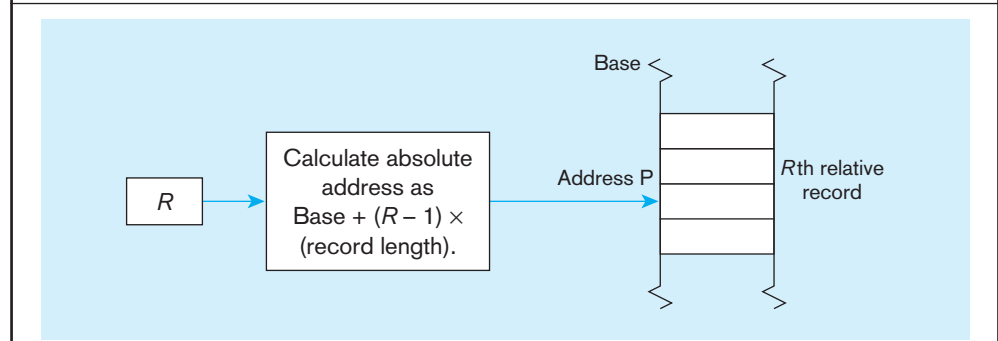 R
Calculate absolute
address as
Base + (R – 1) ×
(record length).
Base
Address P
Rth relative
record